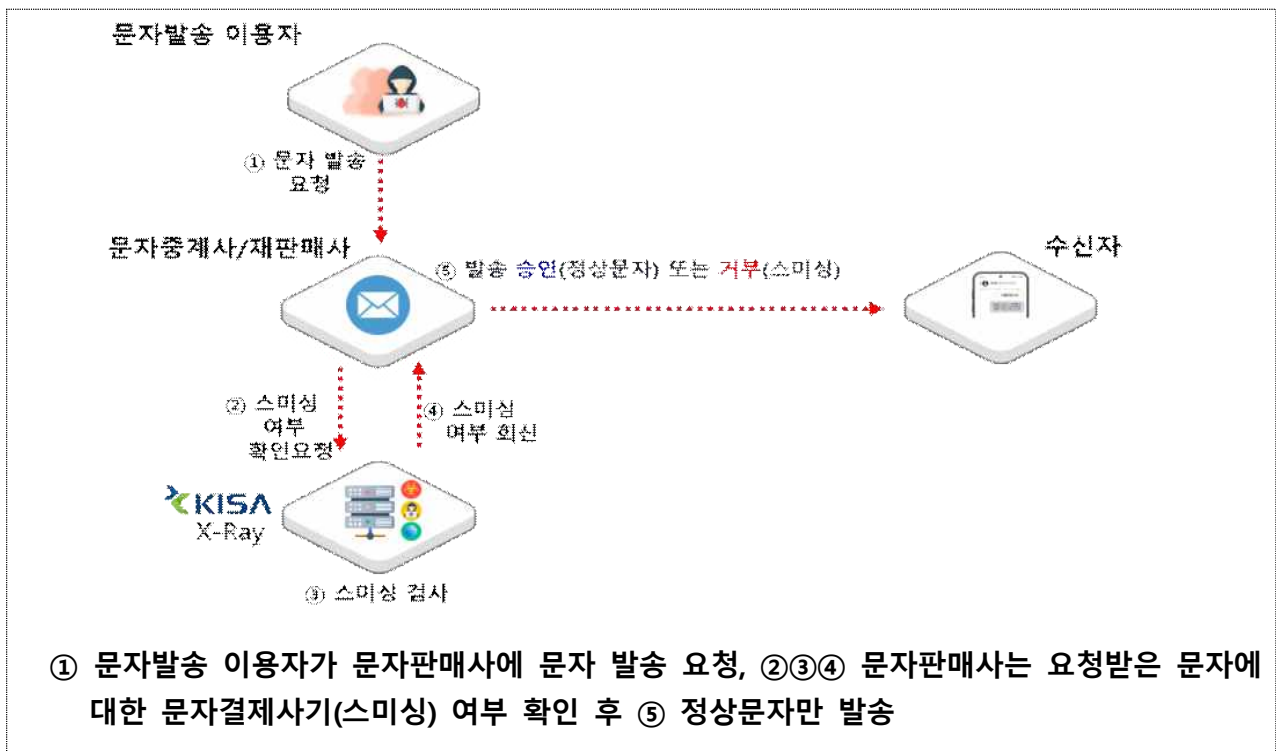 문자발송 이용자
① 문자 발송
요청
문자중계사/재판매사
수신자
⑤ 발송 승인(정상문자) 또는 거부(스미싱)
② 스미싱
여부
확인요청
④ 스미싱
여부 회신
KISA
X-Ray
③ 스미싱 검사
① 문자발송 이용자가 문자판매사에 문자 발송 요청, ②③④ 문자판매사는 요청받은 문자에
대한 문자결제사기(스미싱) 여부 확인 후 ⑤ 정상문자만 발송